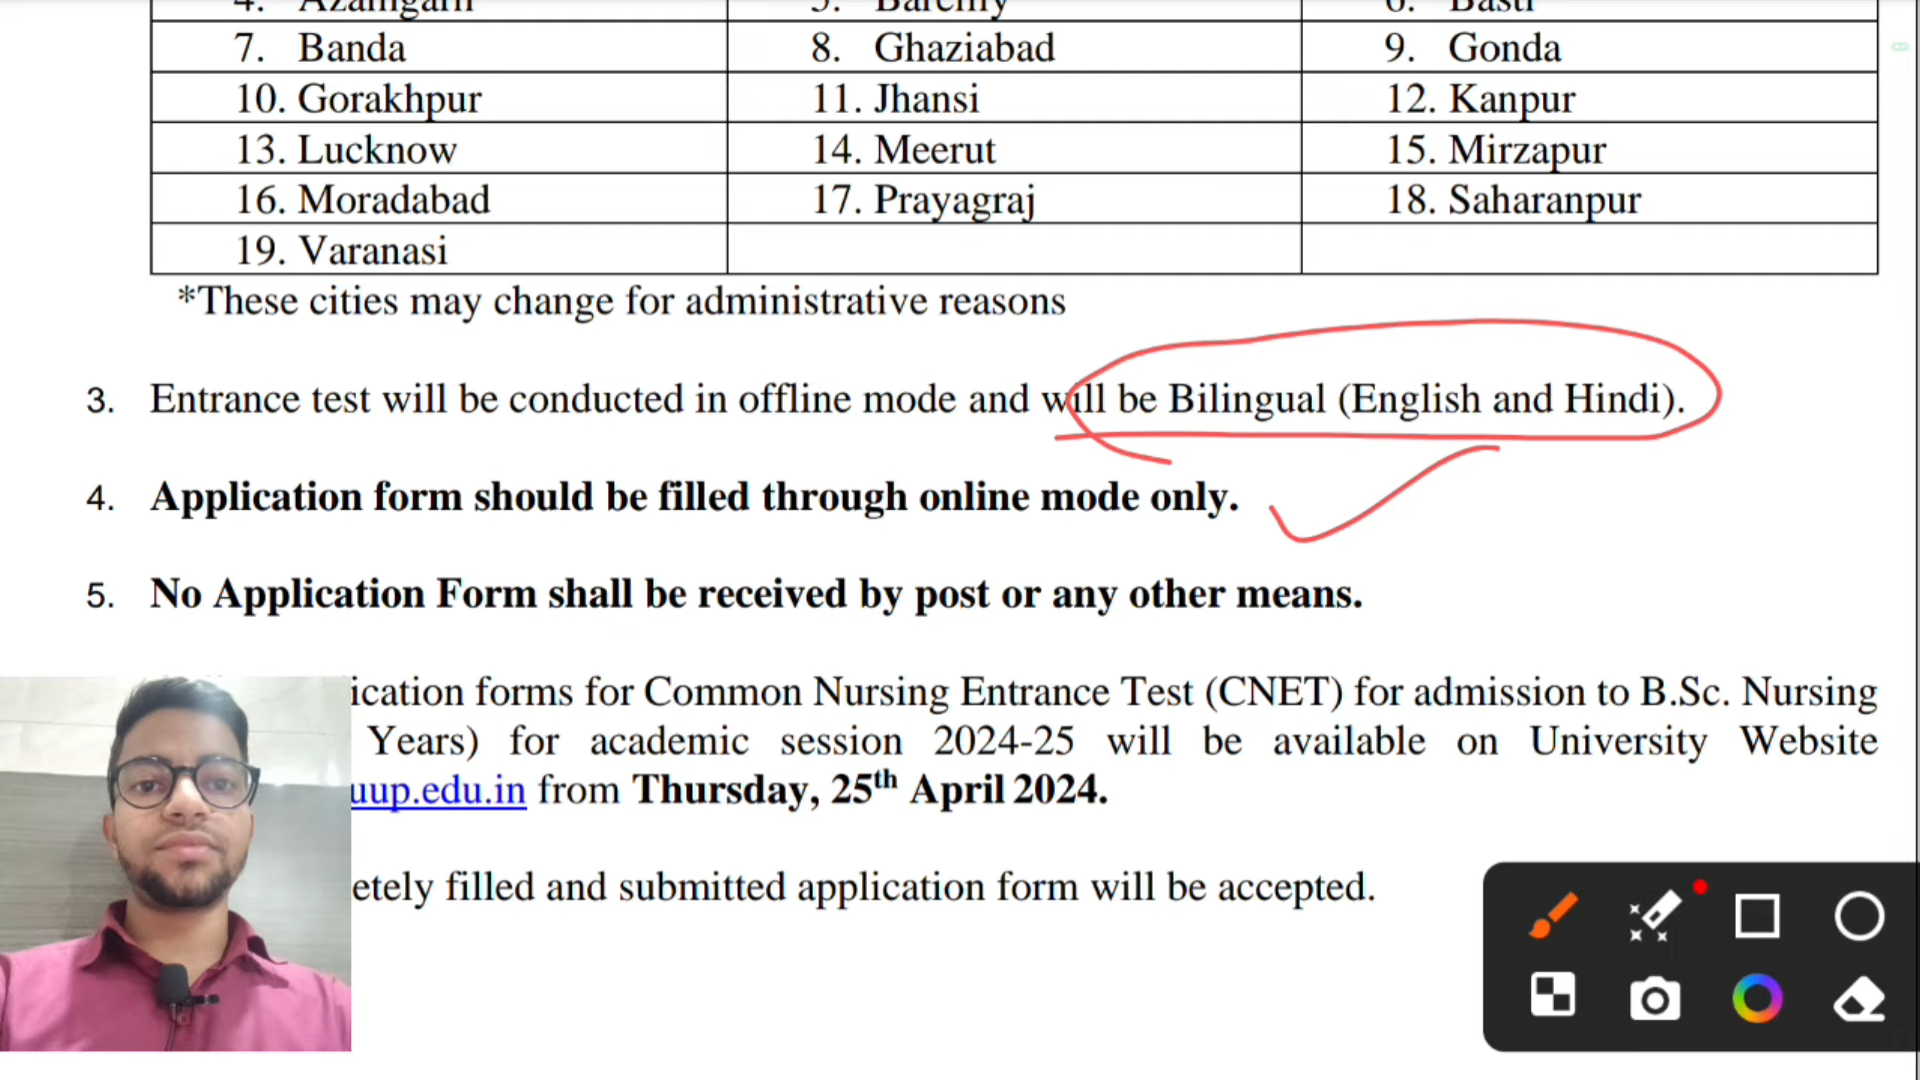 4. Azamgarh 5. Bareilly 6. Basti
7. Banda 8. Ghaziabad 9. Gonda
10. Gorakhpur 11. Jhansi 12. Kanpur
13. Lucknow 14. Meerut 15. Mirzapur
16. Moradabad 17. Prayagraj 18. Saharanpur
19. Varanasi
*These cities may change for administrative reasons
3. Entrance test will be conducted in offline mode and will be Bilingual (English and Hindi).
4. Application form should be filled through online mode only.
5. No Application Form shall be received by post or any other means.
ication forms for Common Nursing Entrance Test (CNET) for admission to B.Sc. Nursing
Years) for academic session 2024-25 will be available on University Website
uup.edu.in from Thursday, 25th April 2024.
etely filled and submitted application form will be accepted.